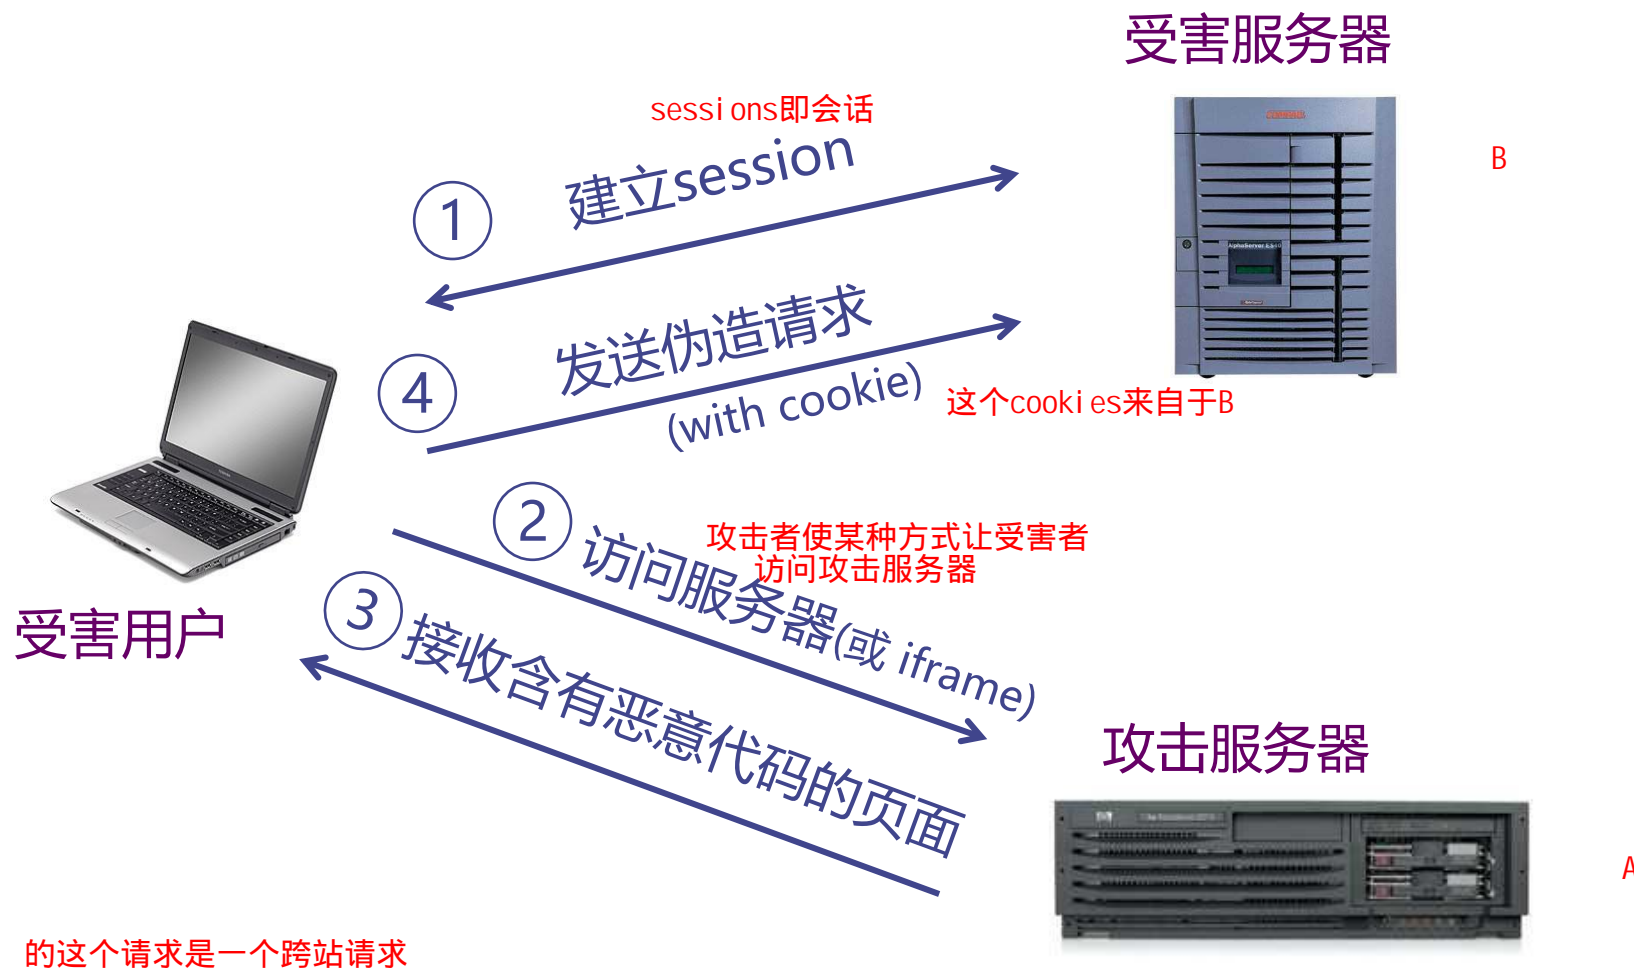 受害服务器
sessions即会话
B
① 建立session
④ 发送伪造请求
(with cookie)
这个cookies来自于B
② 访问服务器(或 iframe)
攻击者使某种方式让受害者
访问攻击服务器
③ 接收含有恶意代码的页面
受害用户
攻击服务器
A
的这个请求是一个跨站请求